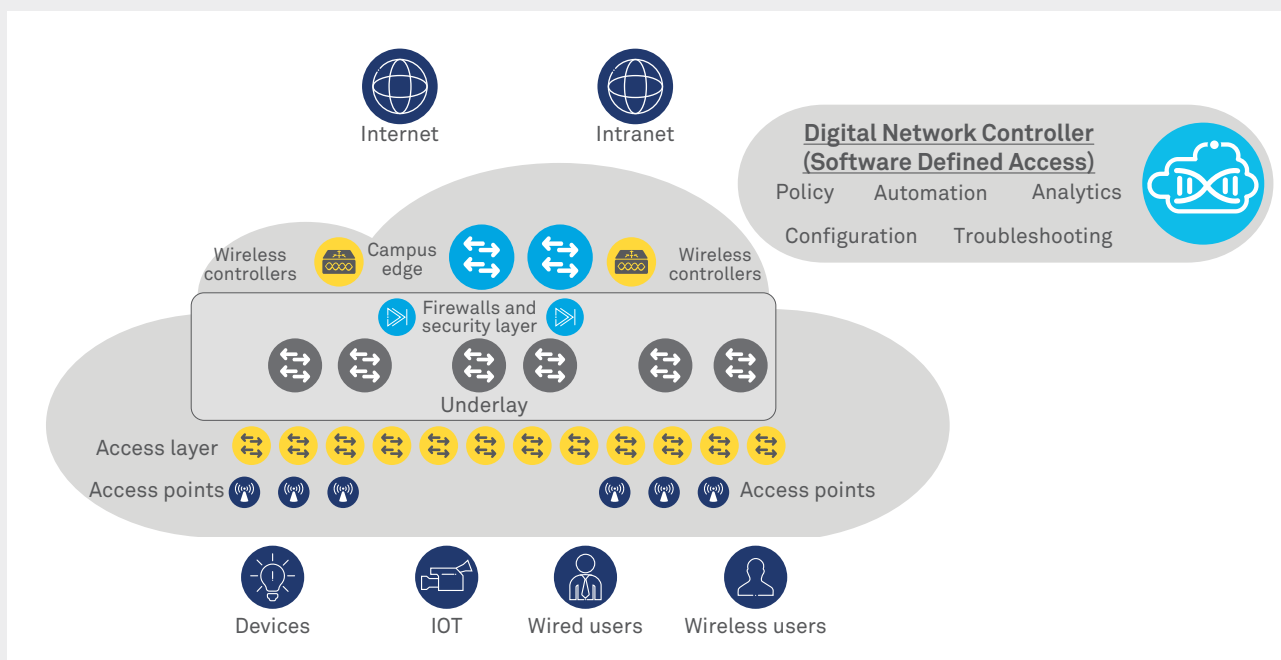 Internet
Intranet
Digital Network Controller
(Software Defined Access)
Policy
Automation
Analytics
Configuration
Troubleshooting
Wireless
controllers
Campus
edge
Wireless
controllers
Firewalls and
security layer
Underlay
Access layer
Access points
Access points
Devices
IOT
Wired users
Wireless users